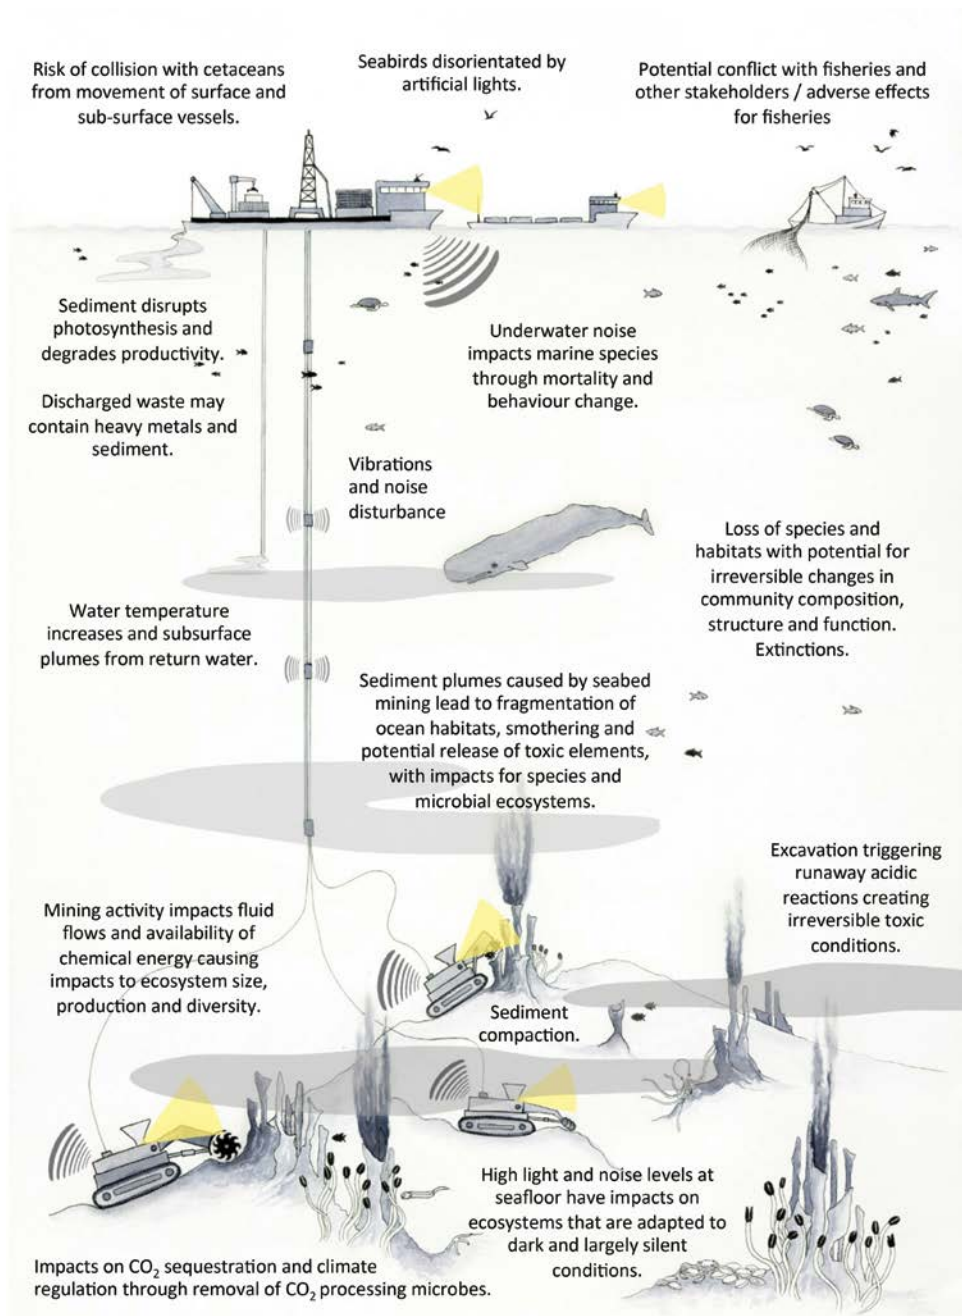 Risk of collision with cetaceans
from movement of surface and
sub-surface vessels.
Seabirds disorientated by
artificial lights.
Potential conflict with fisheries and
other stakeholders / adverse effects
for fisheries
Sediment disrupts
photosynthesis and
degrades productivity.
Discharged waste may
contain heavy metals and
sediment.
Underwater noise
impacts marine species
through mortality and
behaviour change.
Vibrations
and noise
disturbance
Loss of species and
habitats with potential for
irreversible changes in
community composition,
structure and function.
Extinctions.
Water temperature
increases and subsurface
plumes from return water.
Sediment plumes caused by seabed
mining lead to fragmentation of
ocean habitats, smothering and
potential release of toxic elements,
with impacts for species and
microbial ecosystems.
Excavation triggering
runaway acidic
reactions creating
irreversible toxic
conditions.
Mining activity impacts fluid
flows and availability of
chemical energy causing
impacts to ecosystem size,
production and diversity.
Sediment
compaction.
High light and noise levels at
seafloor have impacts on
ecosystems that are adapted to
dark and largely silent
conditions.
Impacts on CO₂ sequestration and climate
regulation through removal of CO₂ processing microbes.